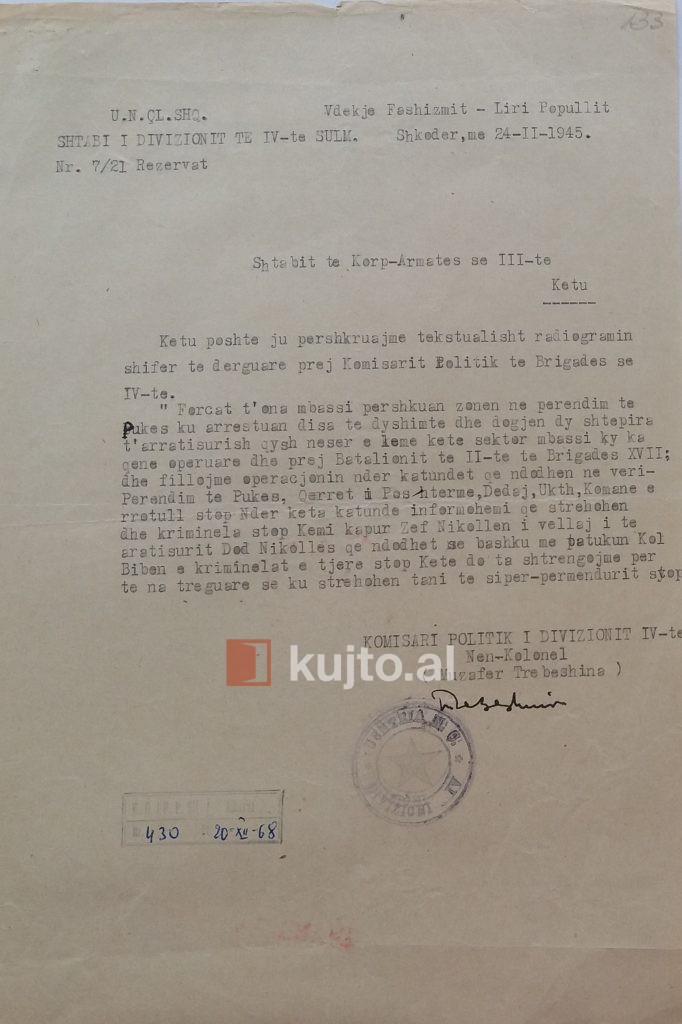 133
U.N.ÇL.SHQ. Vdekje Fashizmit - Liri Popullit
SHTABI I DIVIZIONIT TE IV-te SULM. Shkoder,me 24-II-1945.
Nr. 7/21 Rezervat
Shtabit te Korp-Armates se III-te
Ketu
Ketu poshte ju pershkruajme tekstualisht radiogramin
shifer te derguare prej Komisarit Politik te Brigades se
IV-te.
" Forcat t'ona mbassi pershkuan zonen ne perendim te
Pukes ku arrestuan disa te dyshimte dhe dogjen dy shtepira
t'arratisurish qysh neser e leme kete sektor mbassi ky ka
qene operuare dhe prej Batalionit te II-te te Brigades XVII;
dhe fillojme operacjonin nder katundet qe ndodhen ne veri-
Perendim te Pukes, Qerret i Poshterme,Dedaj,Ukth,Komane e
rrotull stop Nder keta katunde informohemi qe strehohen
dhe kriminela stop Kemi kapur Zef Nikollen i vellaj i te
aratisurit Dod Nikolles qe ndodhet se bashku me patukun Kol
Biben e kriminelat e tjere stop Kete do ta shtrengojme per
te na treguare se ku strehohen tani te siper-permendurit stop
KOMISARI POLITIK I DIVIZIONIT IV-te
Nen-Kolonel
( Muzafer Trebeshina )
kujto.al
USHTRIA N.Ç.
430 20-XII-68